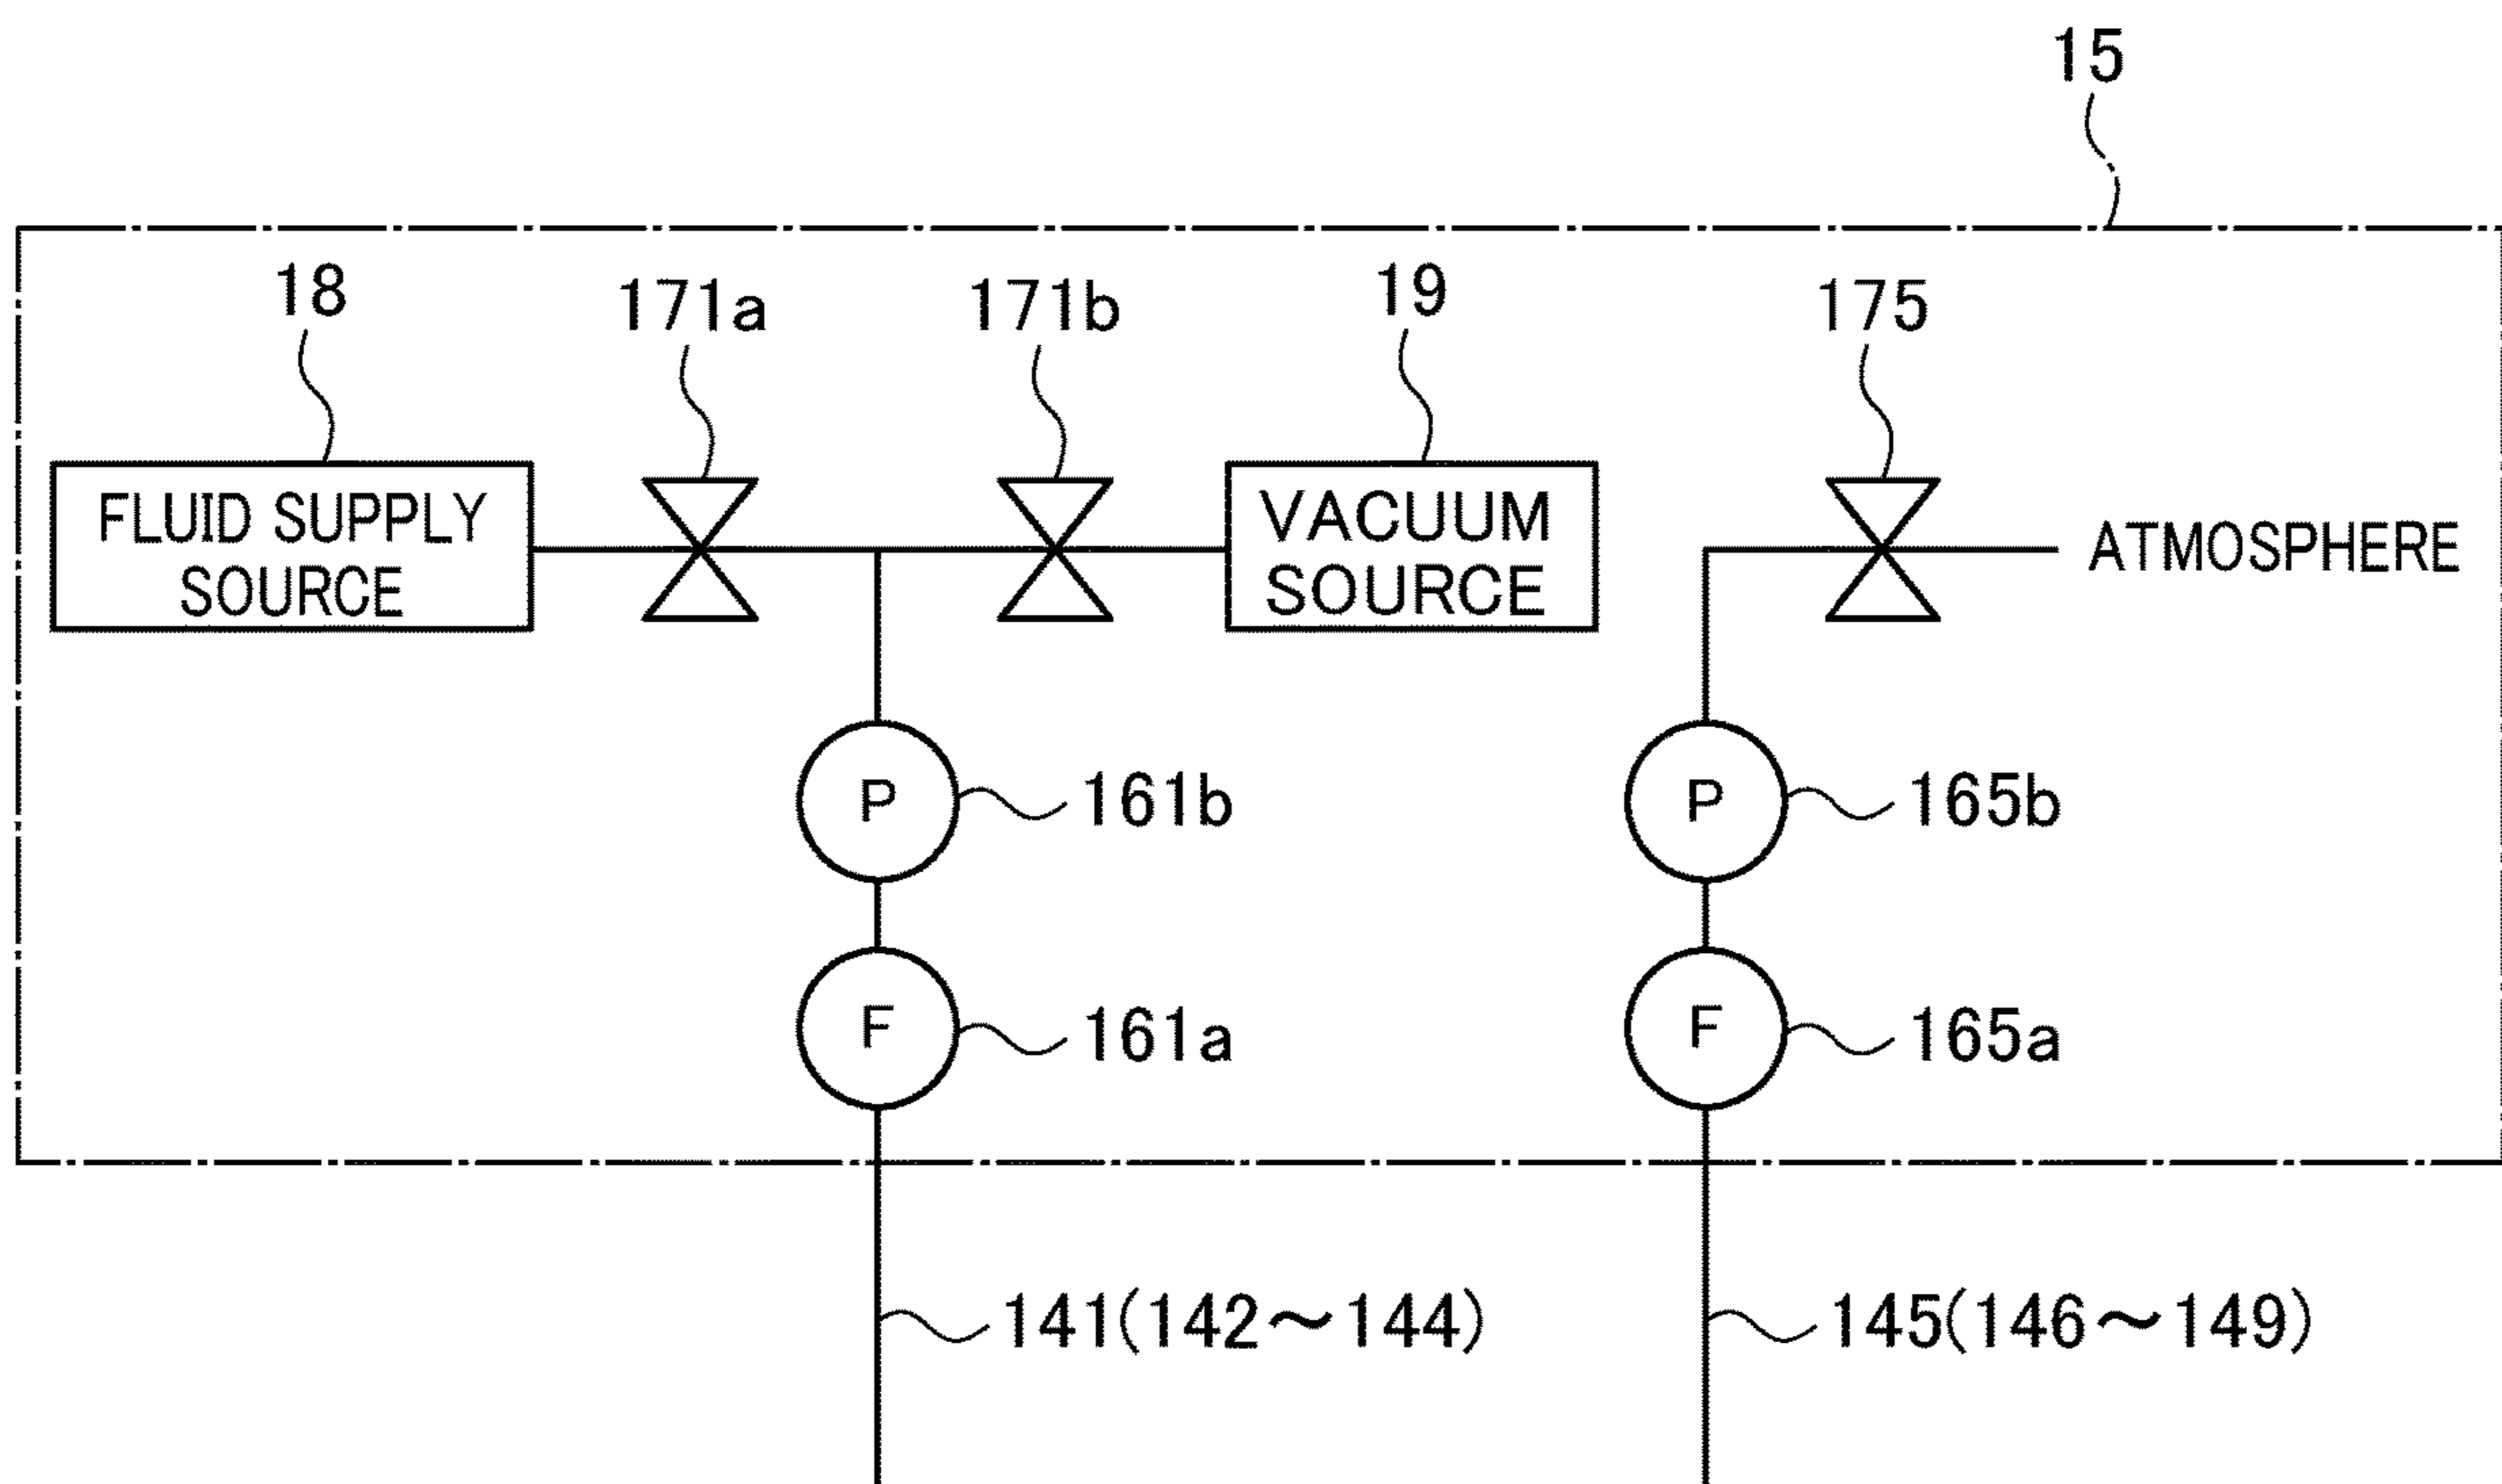 15
18
171a
171b
19
175
FLUID SUPPLY
SOURCE
VACUUM
SOURCE
ATMOSPHERE
P
161b
P
165b
F
161a
F
165a
141(142～144)
145(146～149)